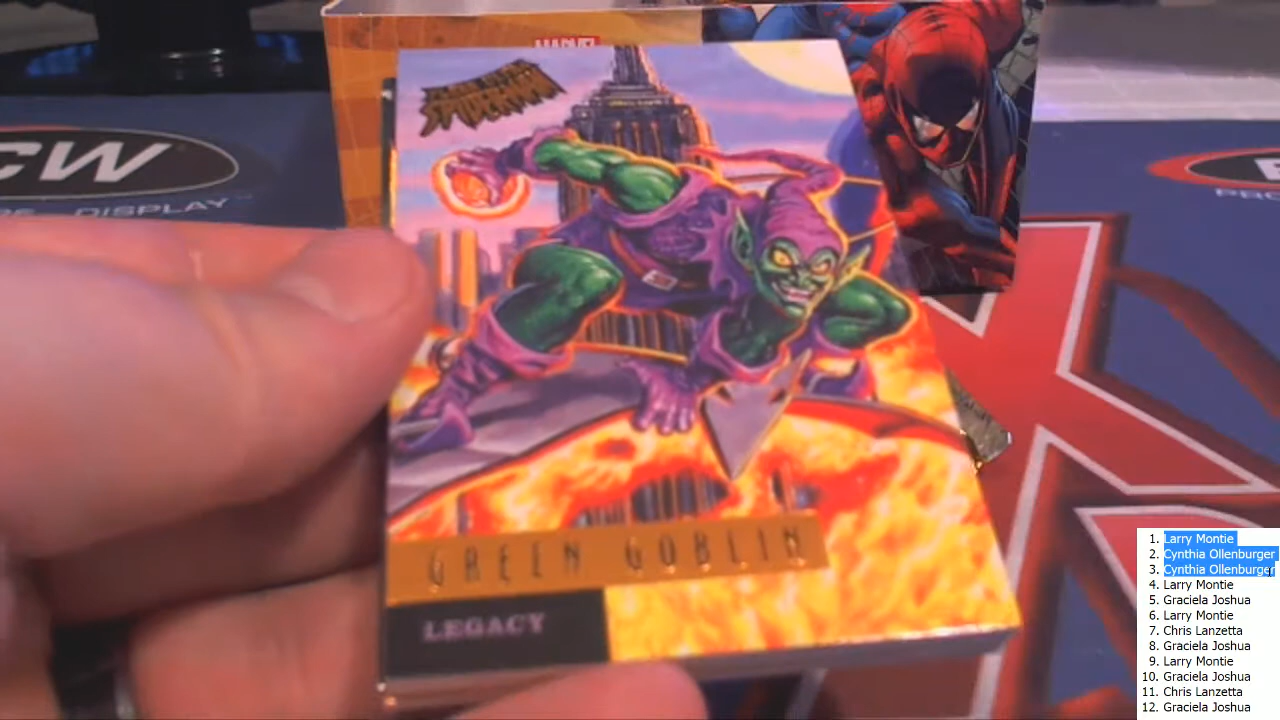 MARVEL
SPIDER-MAN
CW
DISPLAY
GREEN GOBLIN
LEGACY
1. Larry Montie
2. Cynthia Ollenburger
3. Cynthia Ollenburger
4. Larry Montie
5. Graciela Joshua
6. Larry Montie
7. Chris Lanzetta
8. Graciela Joshua
9. Larry Montie
10. Graciela Joshua
11. Chris Lanzetta
12. Graciela Joshua